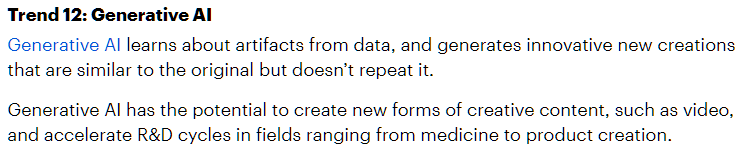 Trend 12: Generative AI
Generative AI learns about artifacts from data, and generates innovative new creations
that are similar to the original but doesn’t repeat it.
Generative AI has the potential to create new forms of creative content, such as video,
and accelerate R&D cycles in fields ranging from medicine to product creation.